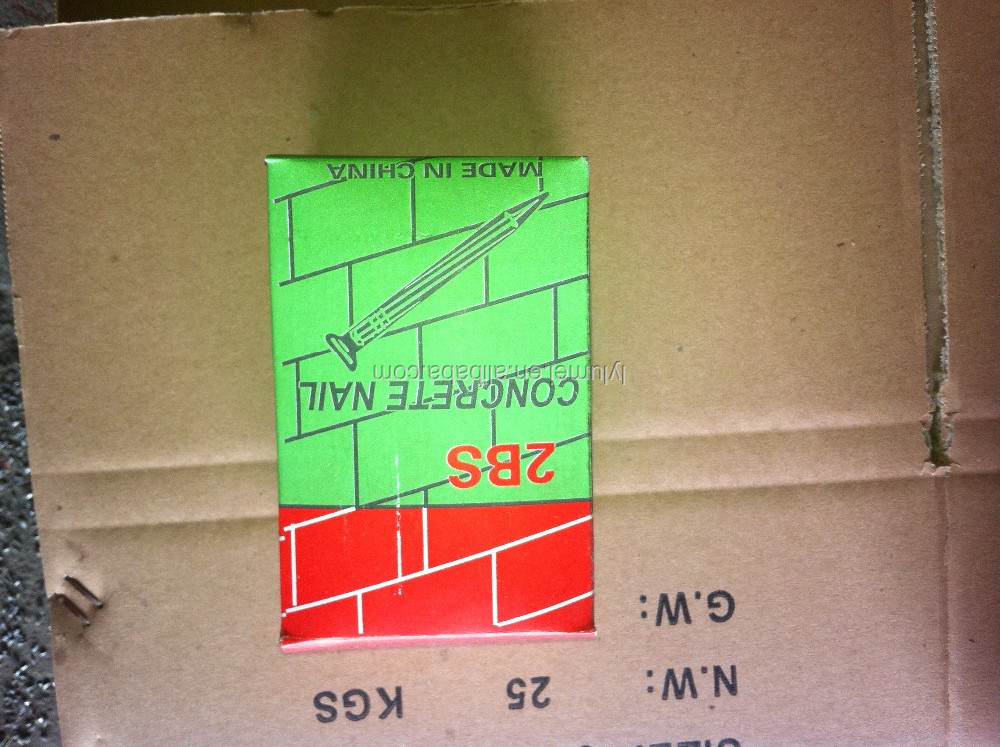 2BS
CONCRETE NAIL
MADE IN CHINA
N.W: 25 KGS
G.W:
lylumei.en.alibaba.com